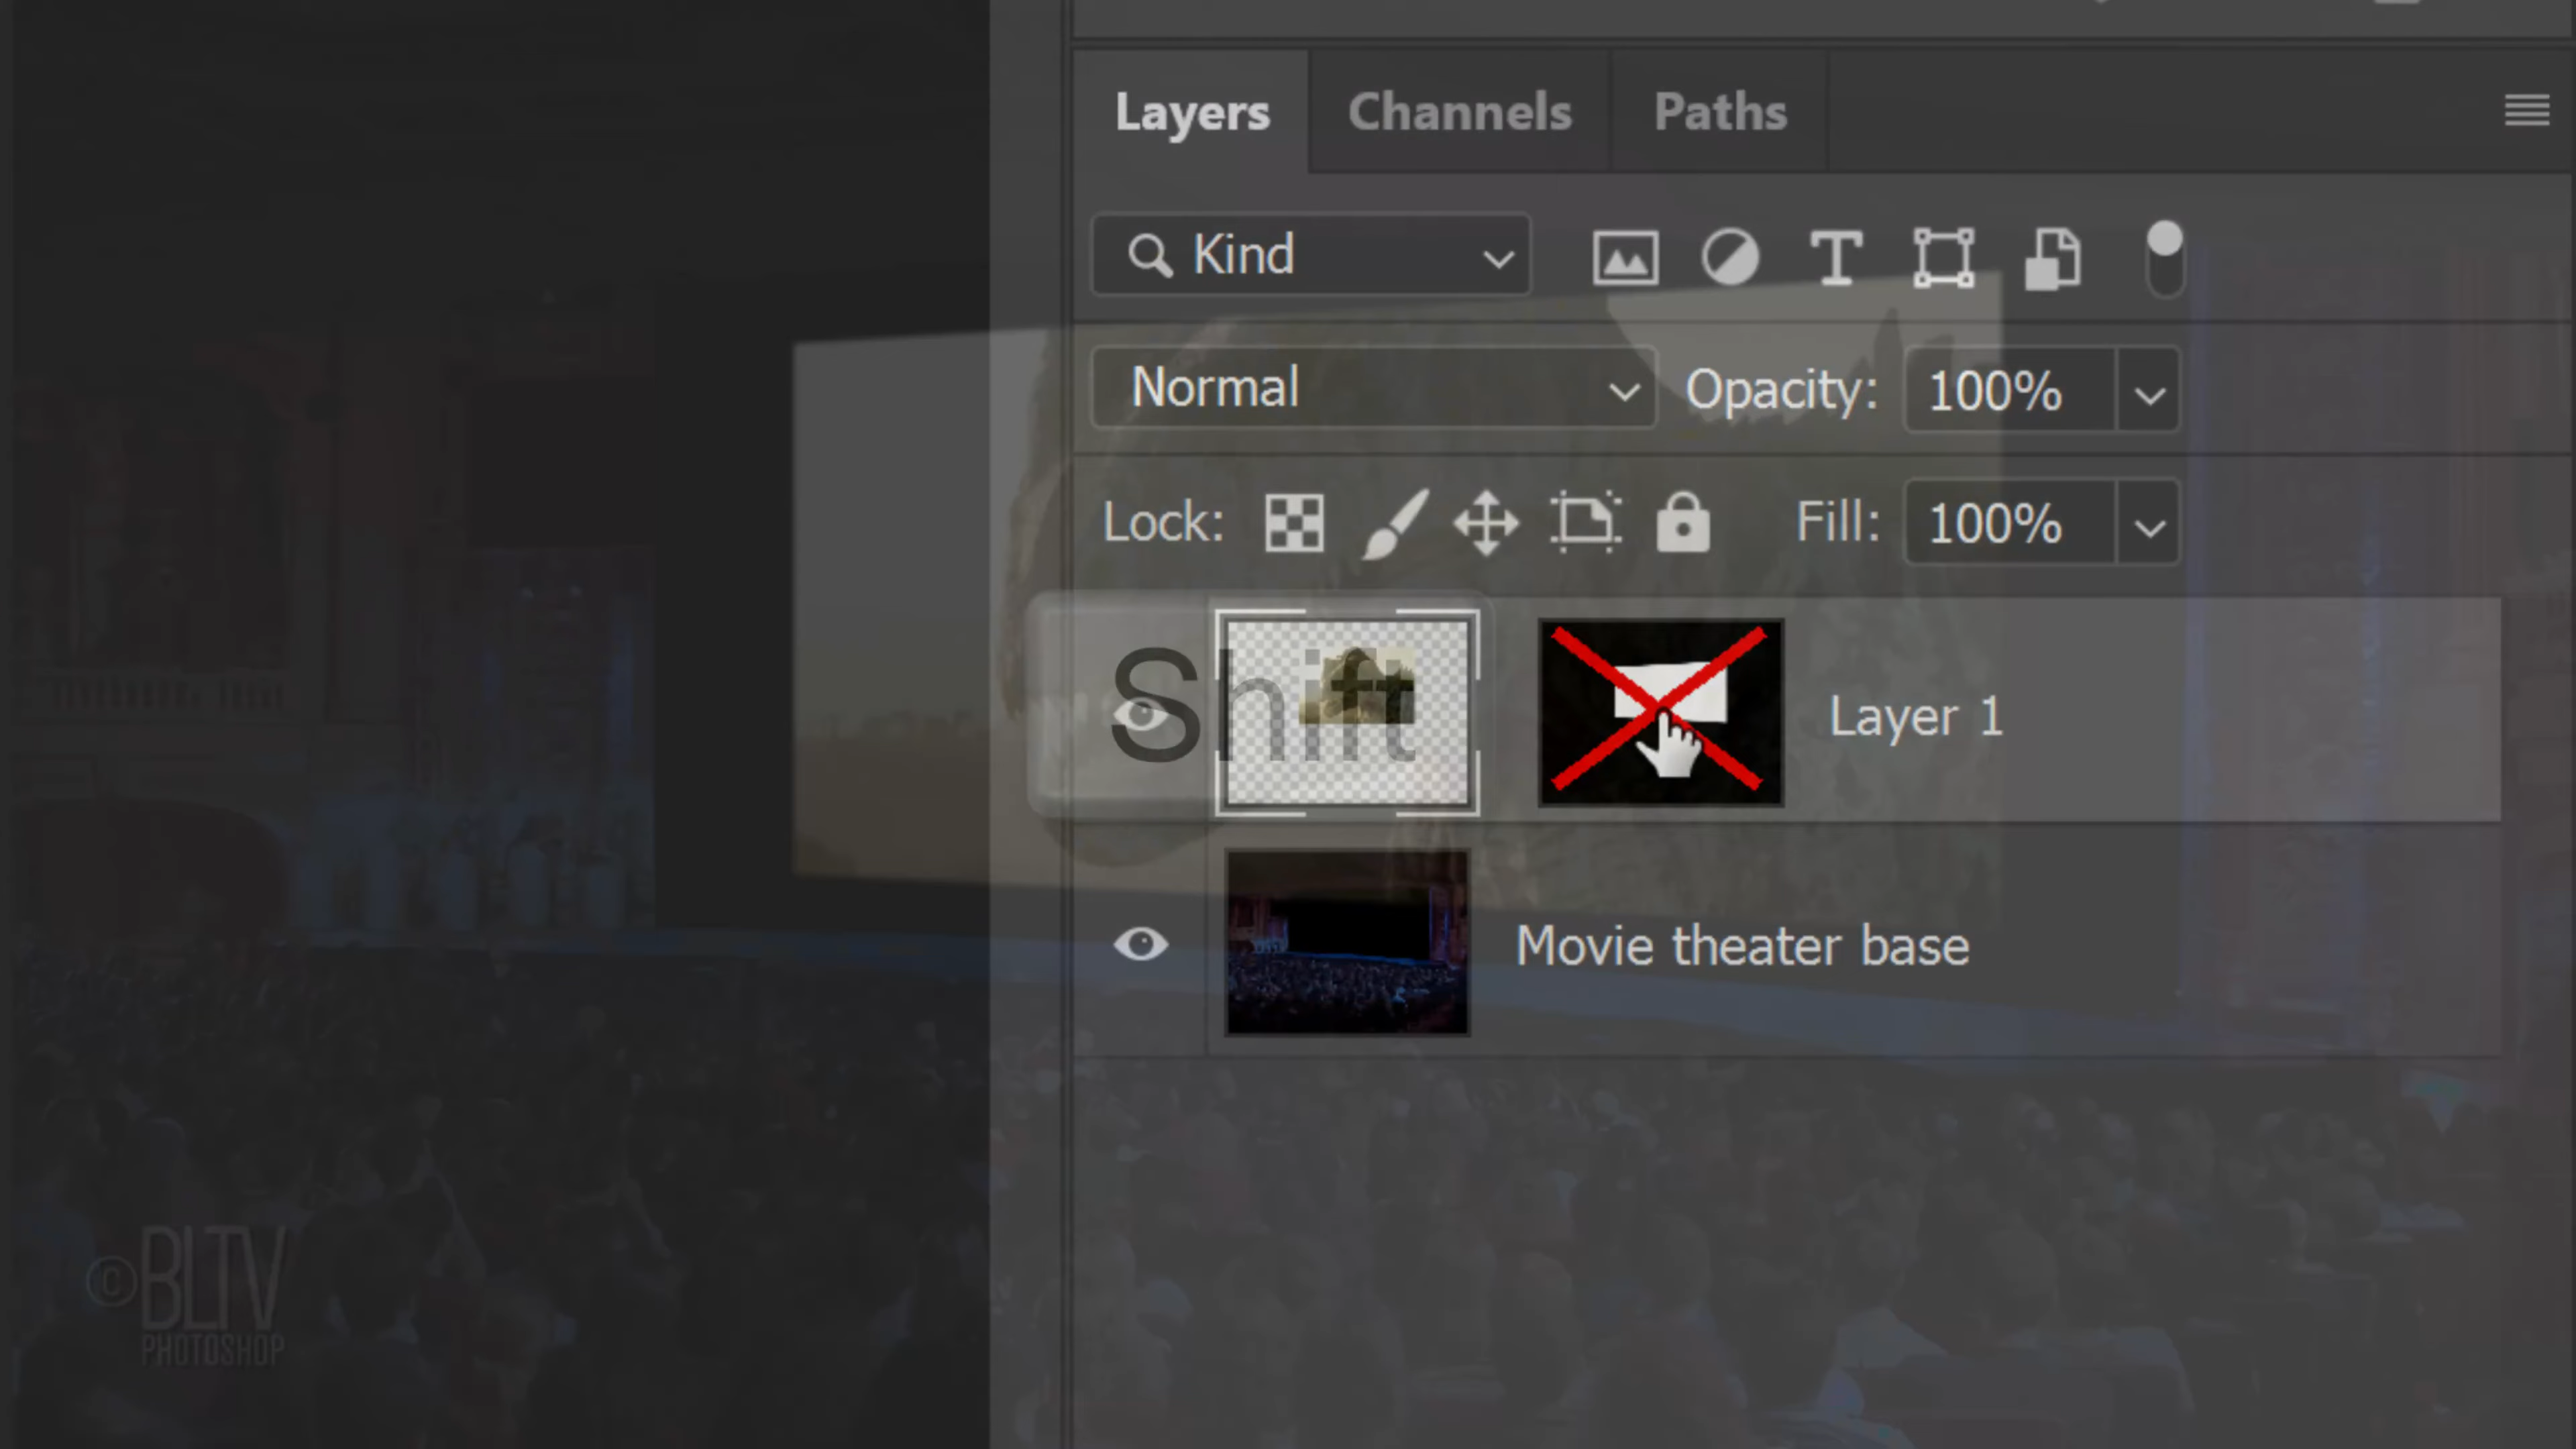 Layers Channels Paths
Kind
Normal Opacity: 100%
Lock: Fill: 100%
Shift
Layer 1
Movie theater base
©BLTV
PHOTOSHOP